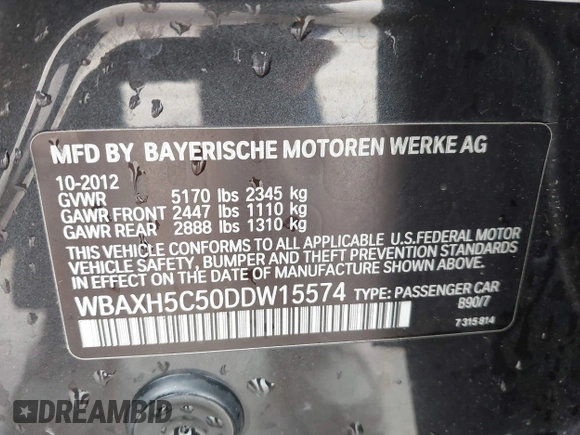 MFD BY BAYERISCHE MOTOREN WERKE AG
10-2012
GVWR 5170 lbs 2345 kg
GAWR FRONT 2447 lbs 1110 kg
GAWR REAR 2888 lbs 1310 kg
THIS VEHICLE CONFORMS TO ALL APPLICABLE U.S.FEDERAL MOTOR
VEHICLE SAFETY, BUMPER AND THEFT PREVENTION STANDARDS
IN EFFECT ON THE DATE OF MANUFACTURE SHOWN ABOVE.
WBAXH5C50DDW15574 TYPE: PASSENGER CAR
B90/7
7 315 814
DREAMBID